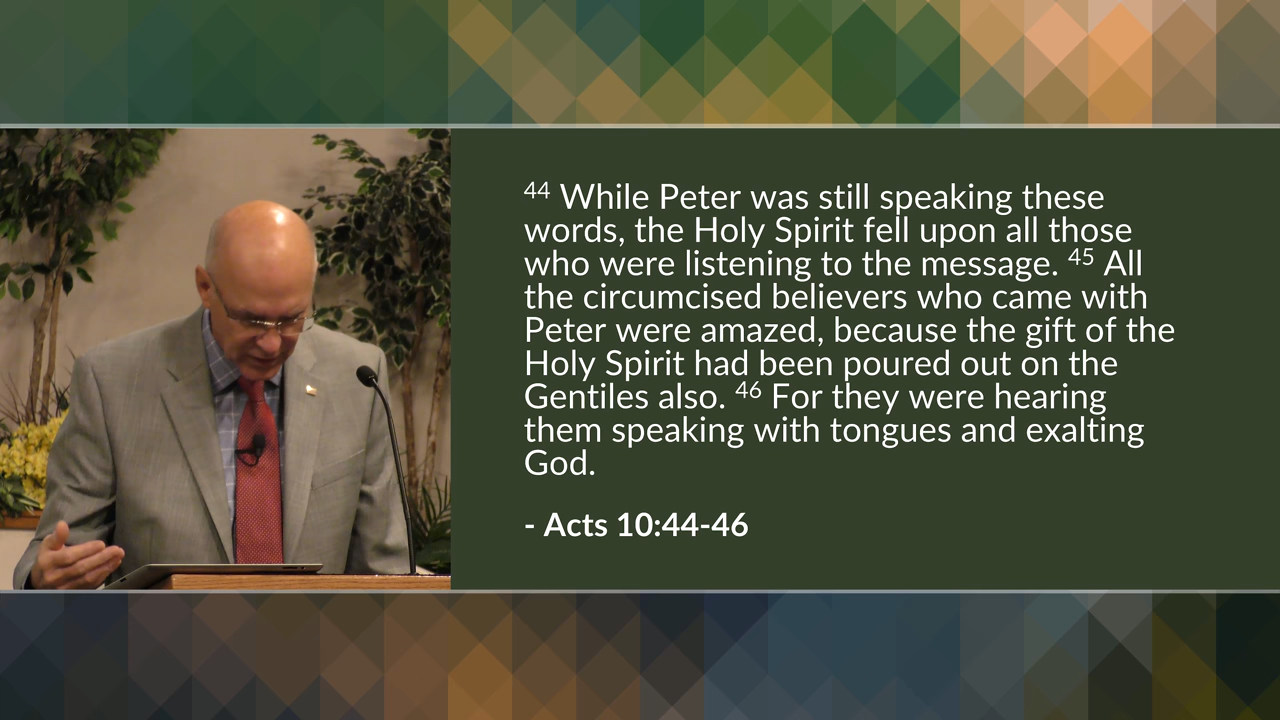 44 While Peter was still speaking these
words, the Holy Spirit fell upon all those
who were listening to the message. 45 All
the circumcised believers who came with
Peter were amazed, because the gift of the
Holy Spirit had been poured out on the
Gentiles also. 46 For they were hearing
them speaking with tongues and exalting
God.
- Acts 10:44-46